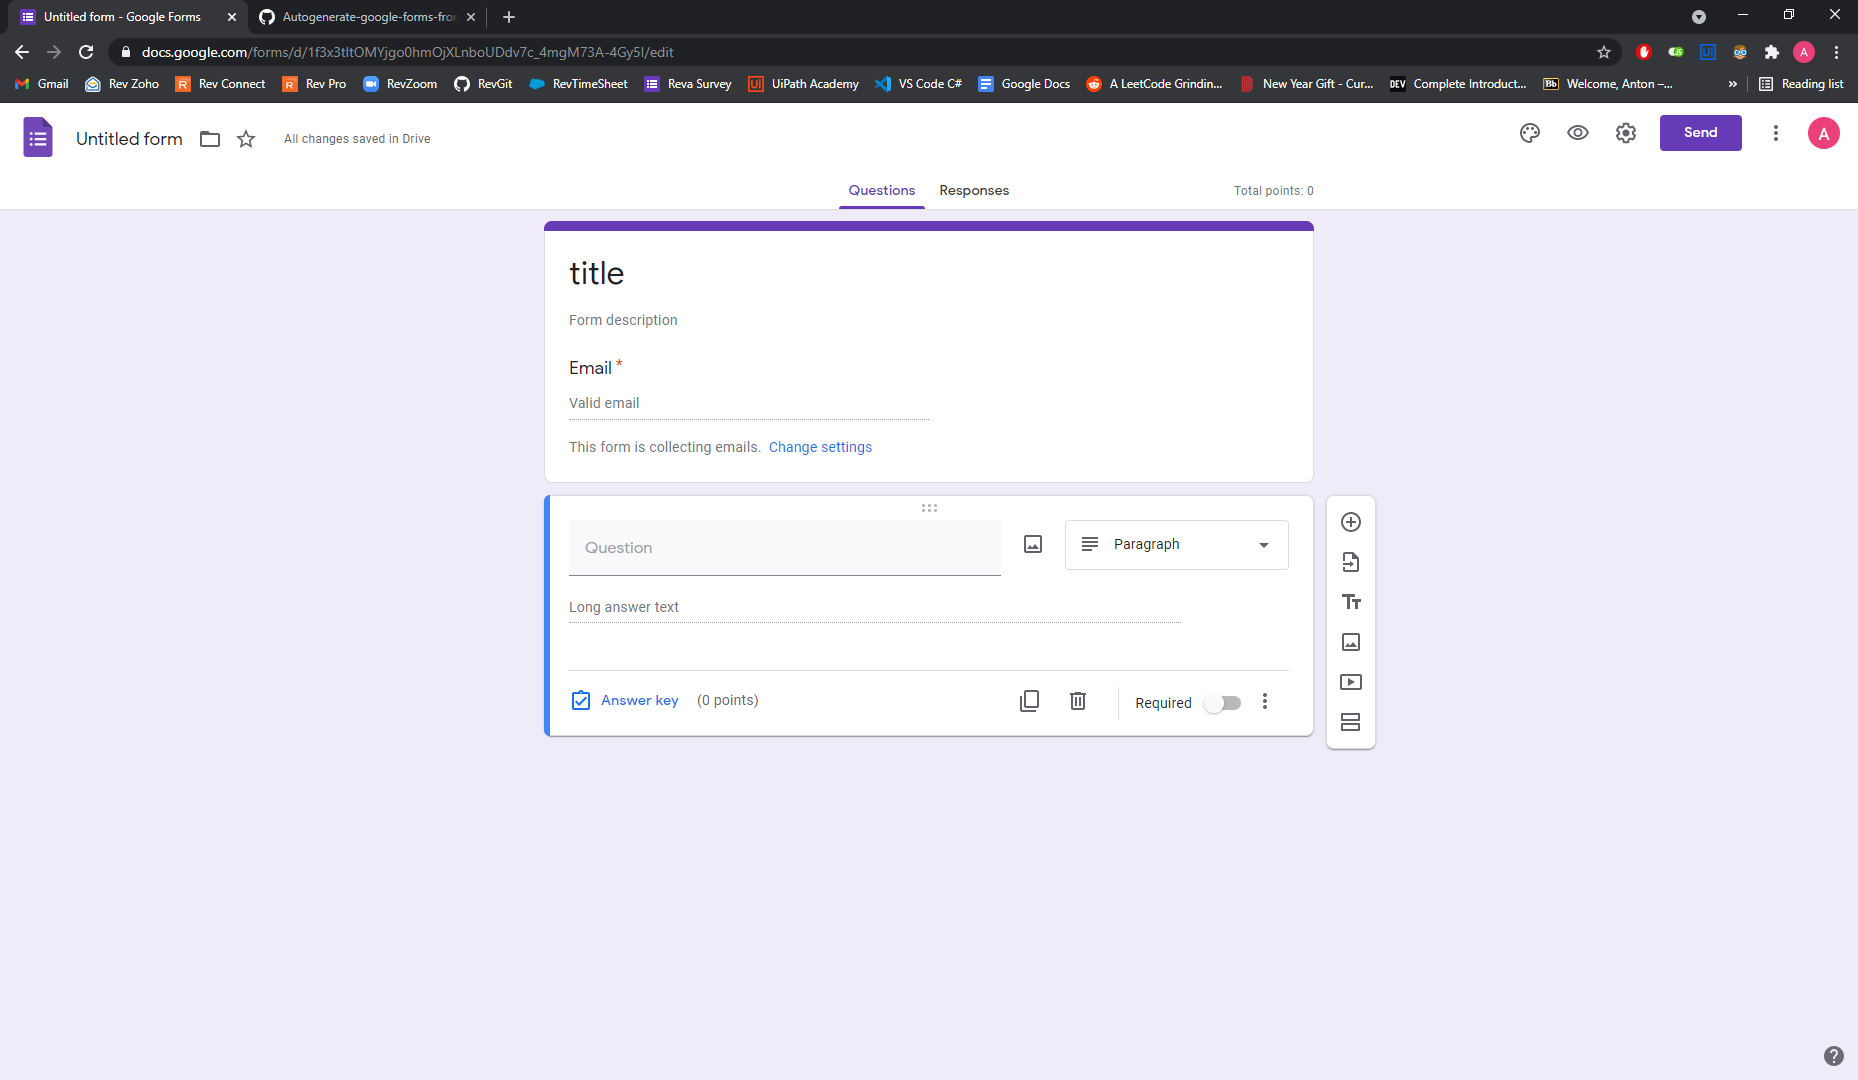 Untitled form - Google Forms
Autogenerate-google-forms-fro
docs.google.com/forms/d/1f3x3tltOMYjgo0hmOjXLnboUDdv7c_4mgM73A-4Gy5I/edit
A
Gmail Rev Zoho Rev Connect Rev Pro RevZoom RevGit RevTimeSheet Reva Survey UiPath Academy VS Code C# Google Docs A LeetCode Grindin... New Year Gift - Cur... DEV Complete Introduct... Bb Welcome, Anton –... » Reading list
Untitled form All changes saved in Drive Send A
Questions Responses Total points: 0
title
Form description
Email *
Valid email
This form is collecting emails. Change settings
Question Paragraph
Long answer text
Answer key (0 points) Required